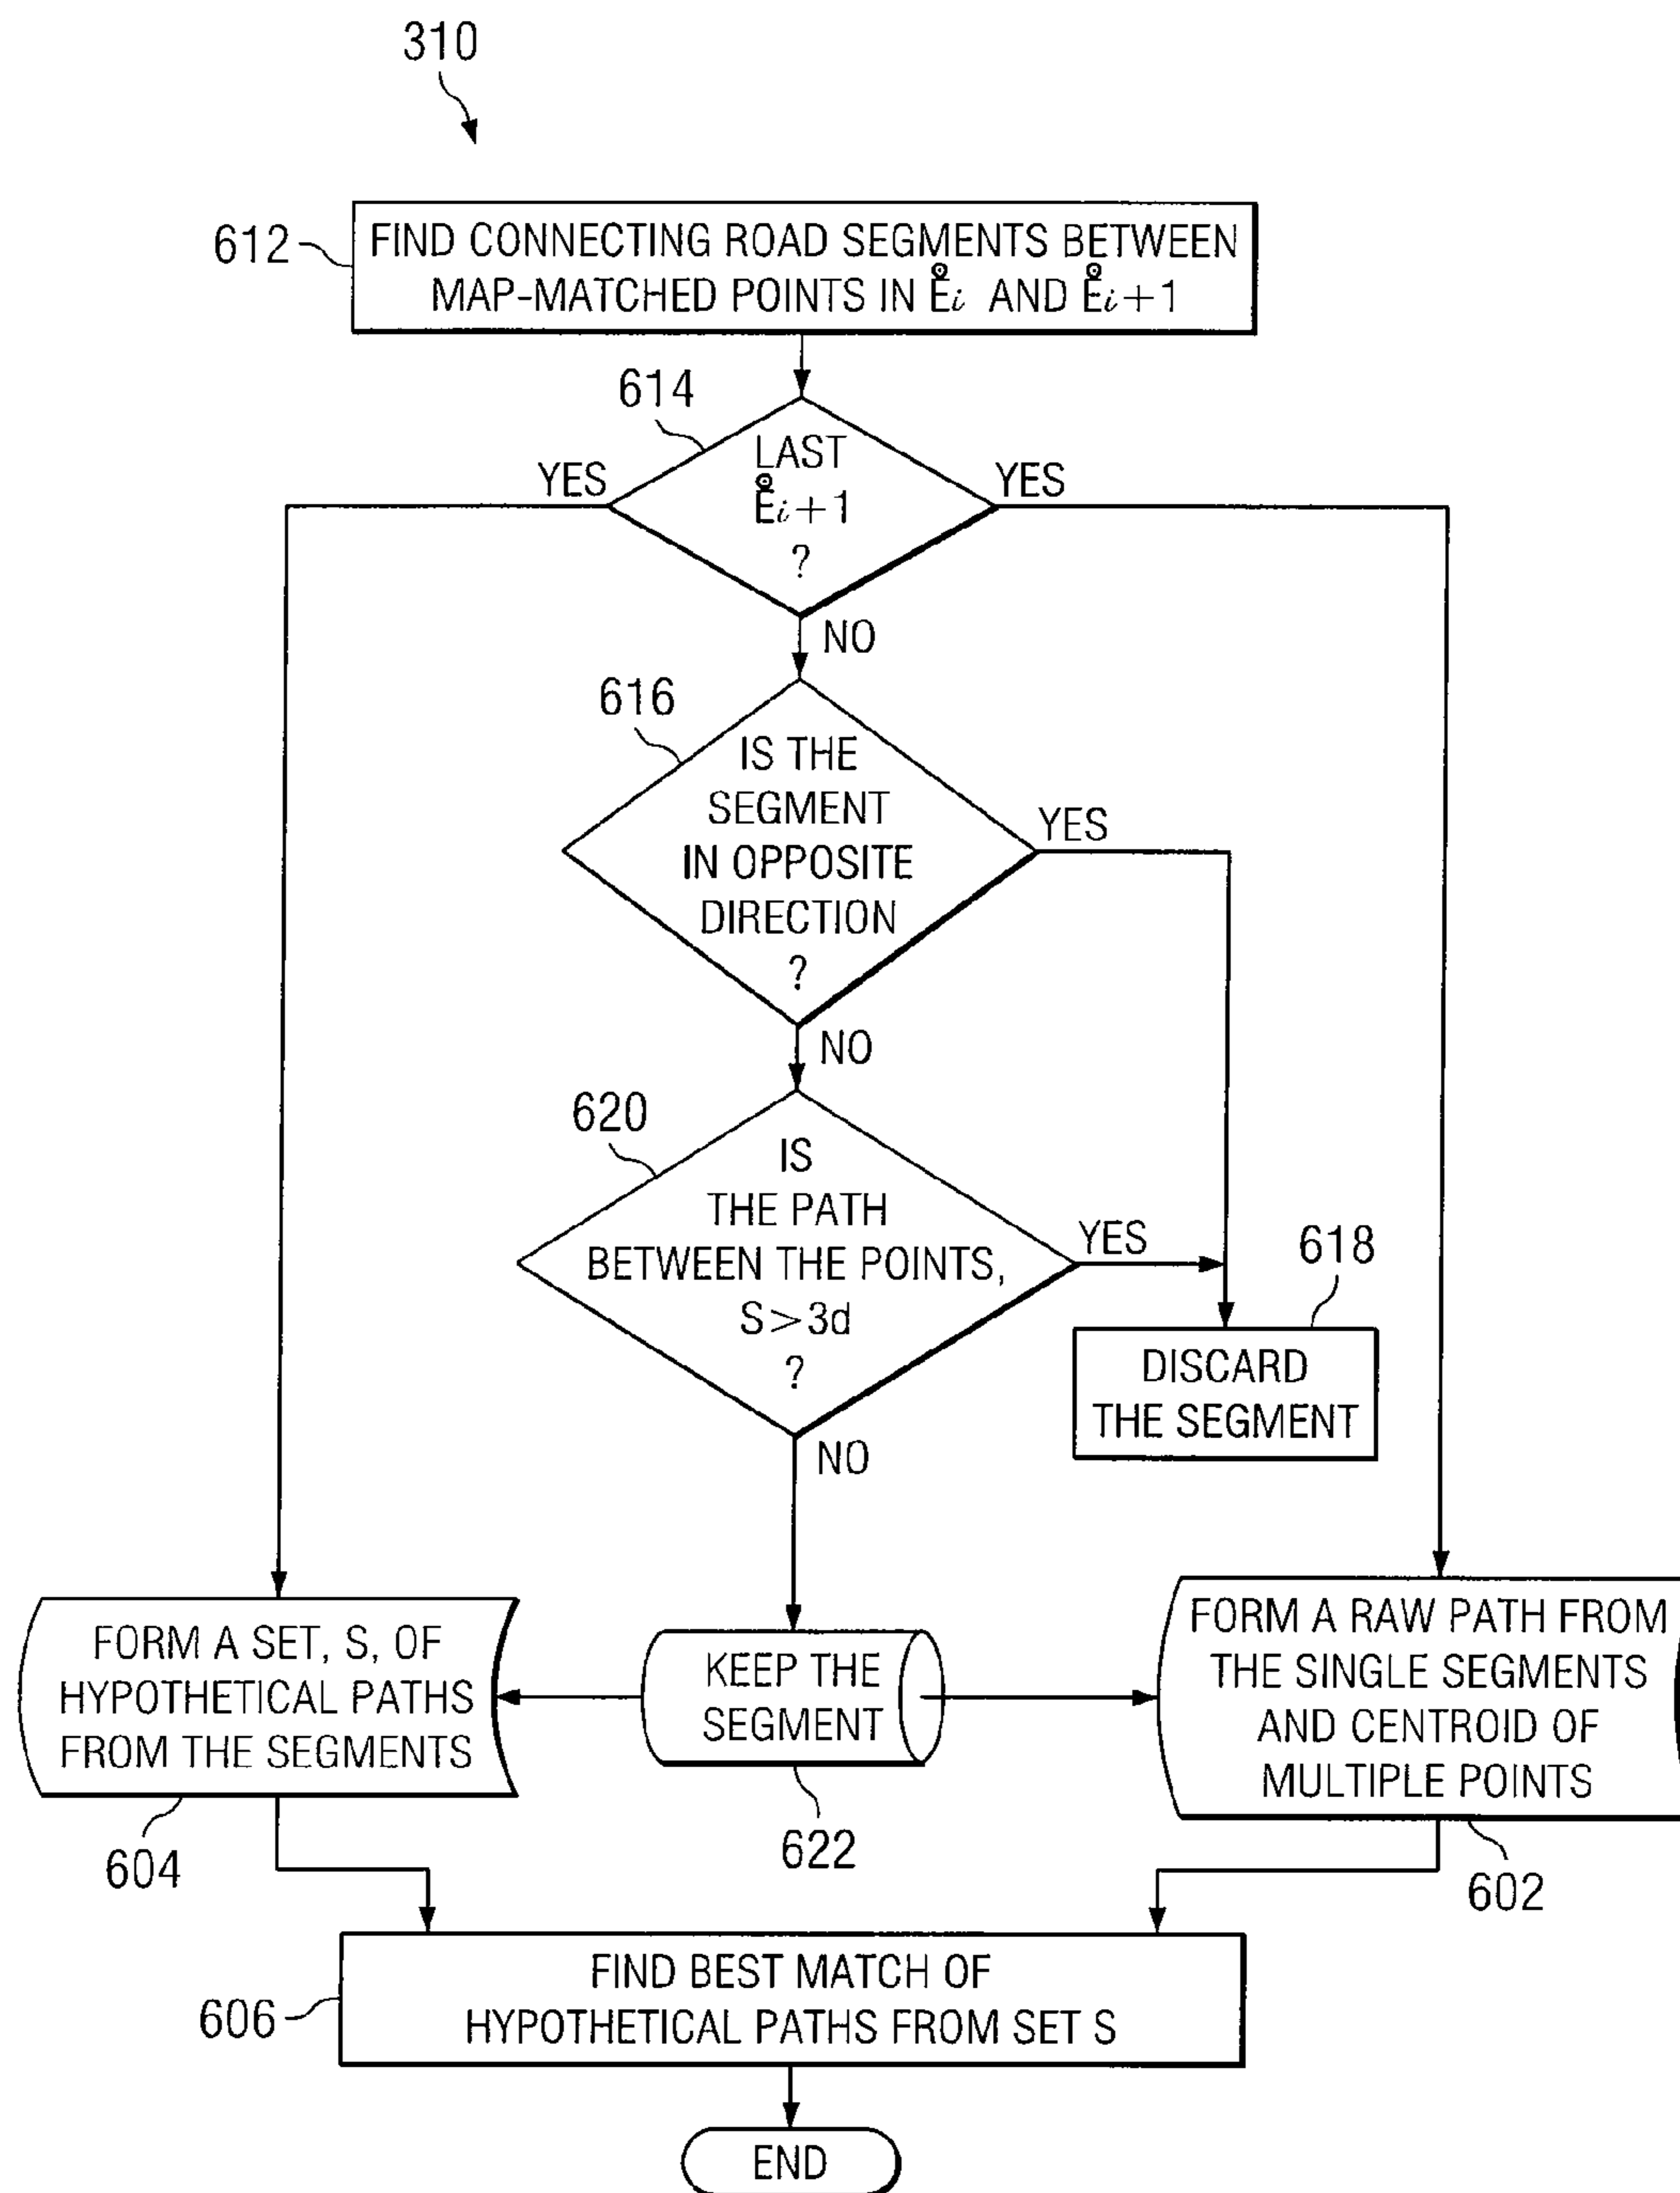 310
612
FIND CONNECTING ROAD SEGMENTS BETWEEN
MAP-MATCHED POINTS IN E̊i AND E̊i+1
614
YES
LAST
E̊i+1
?
YES
NO
616
IS THE
SEGMENT
IN OPPOSITE
DIRECTION
?
YES
NO
620
IS
THE PATH
BETWEEN THE POINTS,
S>3d
?
YES
618
DISCARD
THE SEGMENT
NO
FORM A SET, S, OF
HYPOTHETICAL PATHS
FROM THE SEGMENTS
604
KEEP THE
SEGMENT
622
FORM A RAW PATH FROM
THE SINGLE SEGMENTS
AND CENTROID OF
MULTIPLE POINTS
602
606
FIND BEST MATCH OF
HYPOTHETICAL PATHS FROM SET S
END